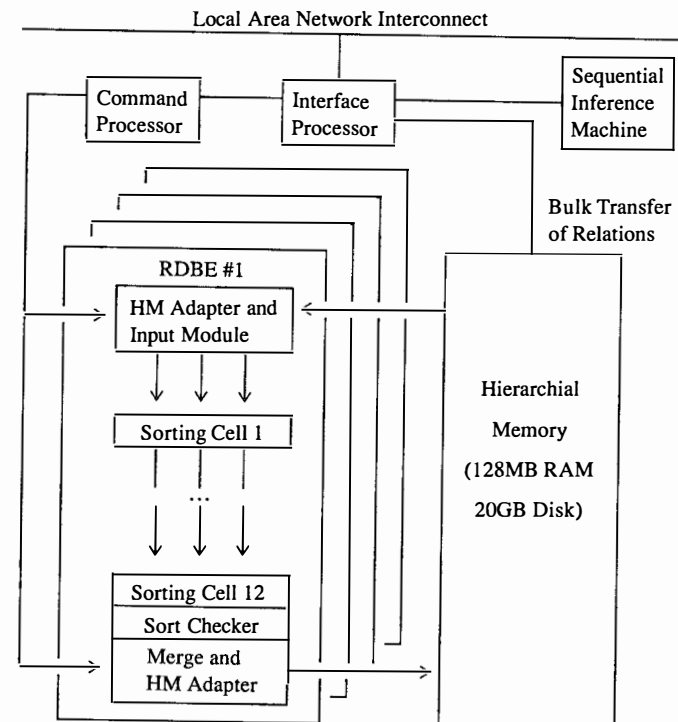 Local Area Network Interconnect
Command
Processor
Interface
Processor
Sequential
Inference
Machine
Bulk Transfer
of Relations
RDBE #1
HM Adapter and
Input Module
Sorting Cell 1
...
Sorting Cell 12
Sort Checker
Merge and
HM Adapter
Hierarchial
Memory
(128MB RAM
20GB Disk)